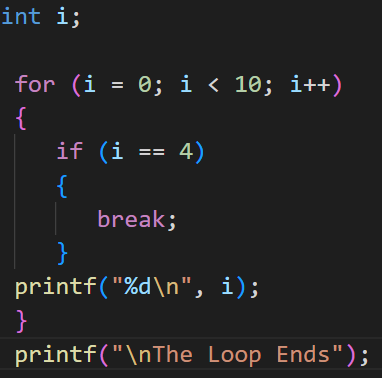 int i;
for (i = 0; i < 10; i++)
{
if (i == 4)
{
break;
}
printf("%d\n", i);
}
printf("\nThe Loop Ends");